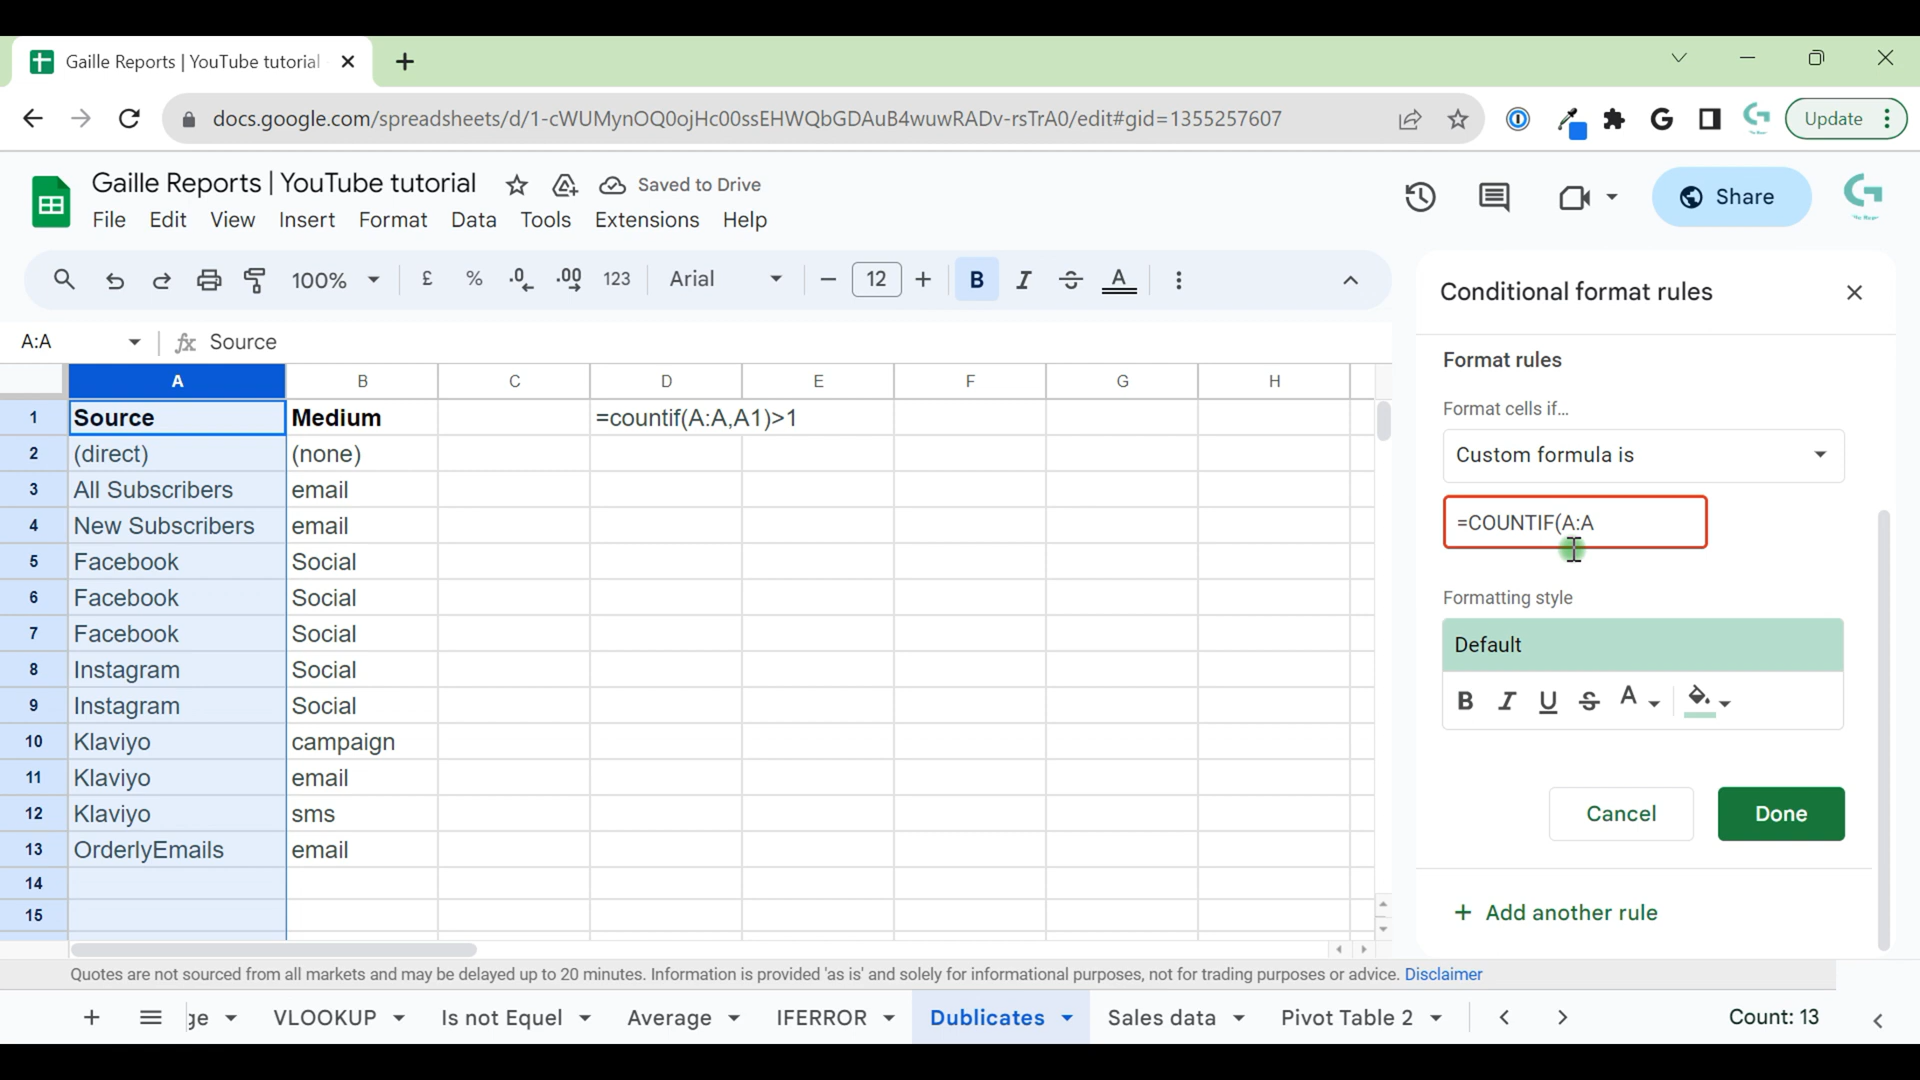 Gaille Reports | YouTube tutorial
docs.google.com/spreadsheets/d/1-cWUMynOQ0ojHc00ssEHWQbGDAuB4wuwRADv-rsTrA0/edit#gid=1355257607
Update
Gaille Reports | YouTube tutorial
Saved to Drive
File Edit View Insert Format Data Tools Extensions Help
Share
100% £ % .0 .00 123 Arial 12 B I S A
Conditional format rules
A:A fx Source
A B C D E F G H
1 Source Medium =countif(A:A,A1)>1
2 (direct) (none)
3 All Subscribers email
4 New Subscribers email
5 Facebook Social
6 Facebook Social
7 Facebook Social
8 Instagram Social
9 Instagram Social
10 Klaviyo campaign
11 Klaviyo email
12 Klaviyo sms
13 OrderlyEmails email
14
15
Format rules
Format cells if…
Custom formula is
=COUNTIF(A:A
Formatting style
Default
B I U S A
Cancel Done
+ Add another rule
Quotes are not sourced from all markets and may be delayed up to 20 minutes. Information is provided 'as is' and solely for informational purposes, not for trading purposes or advice. Disclaimer
ge VLOOKUP Is not Equel Average IFERROR Dublicates Sales data Pivot Table 2 Count: 13